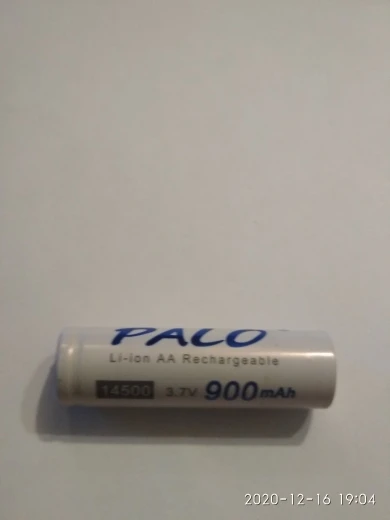 PALO
Li-ion AA Rechargeable
14500 3.7V 900mAh
2020-12-16 19:04